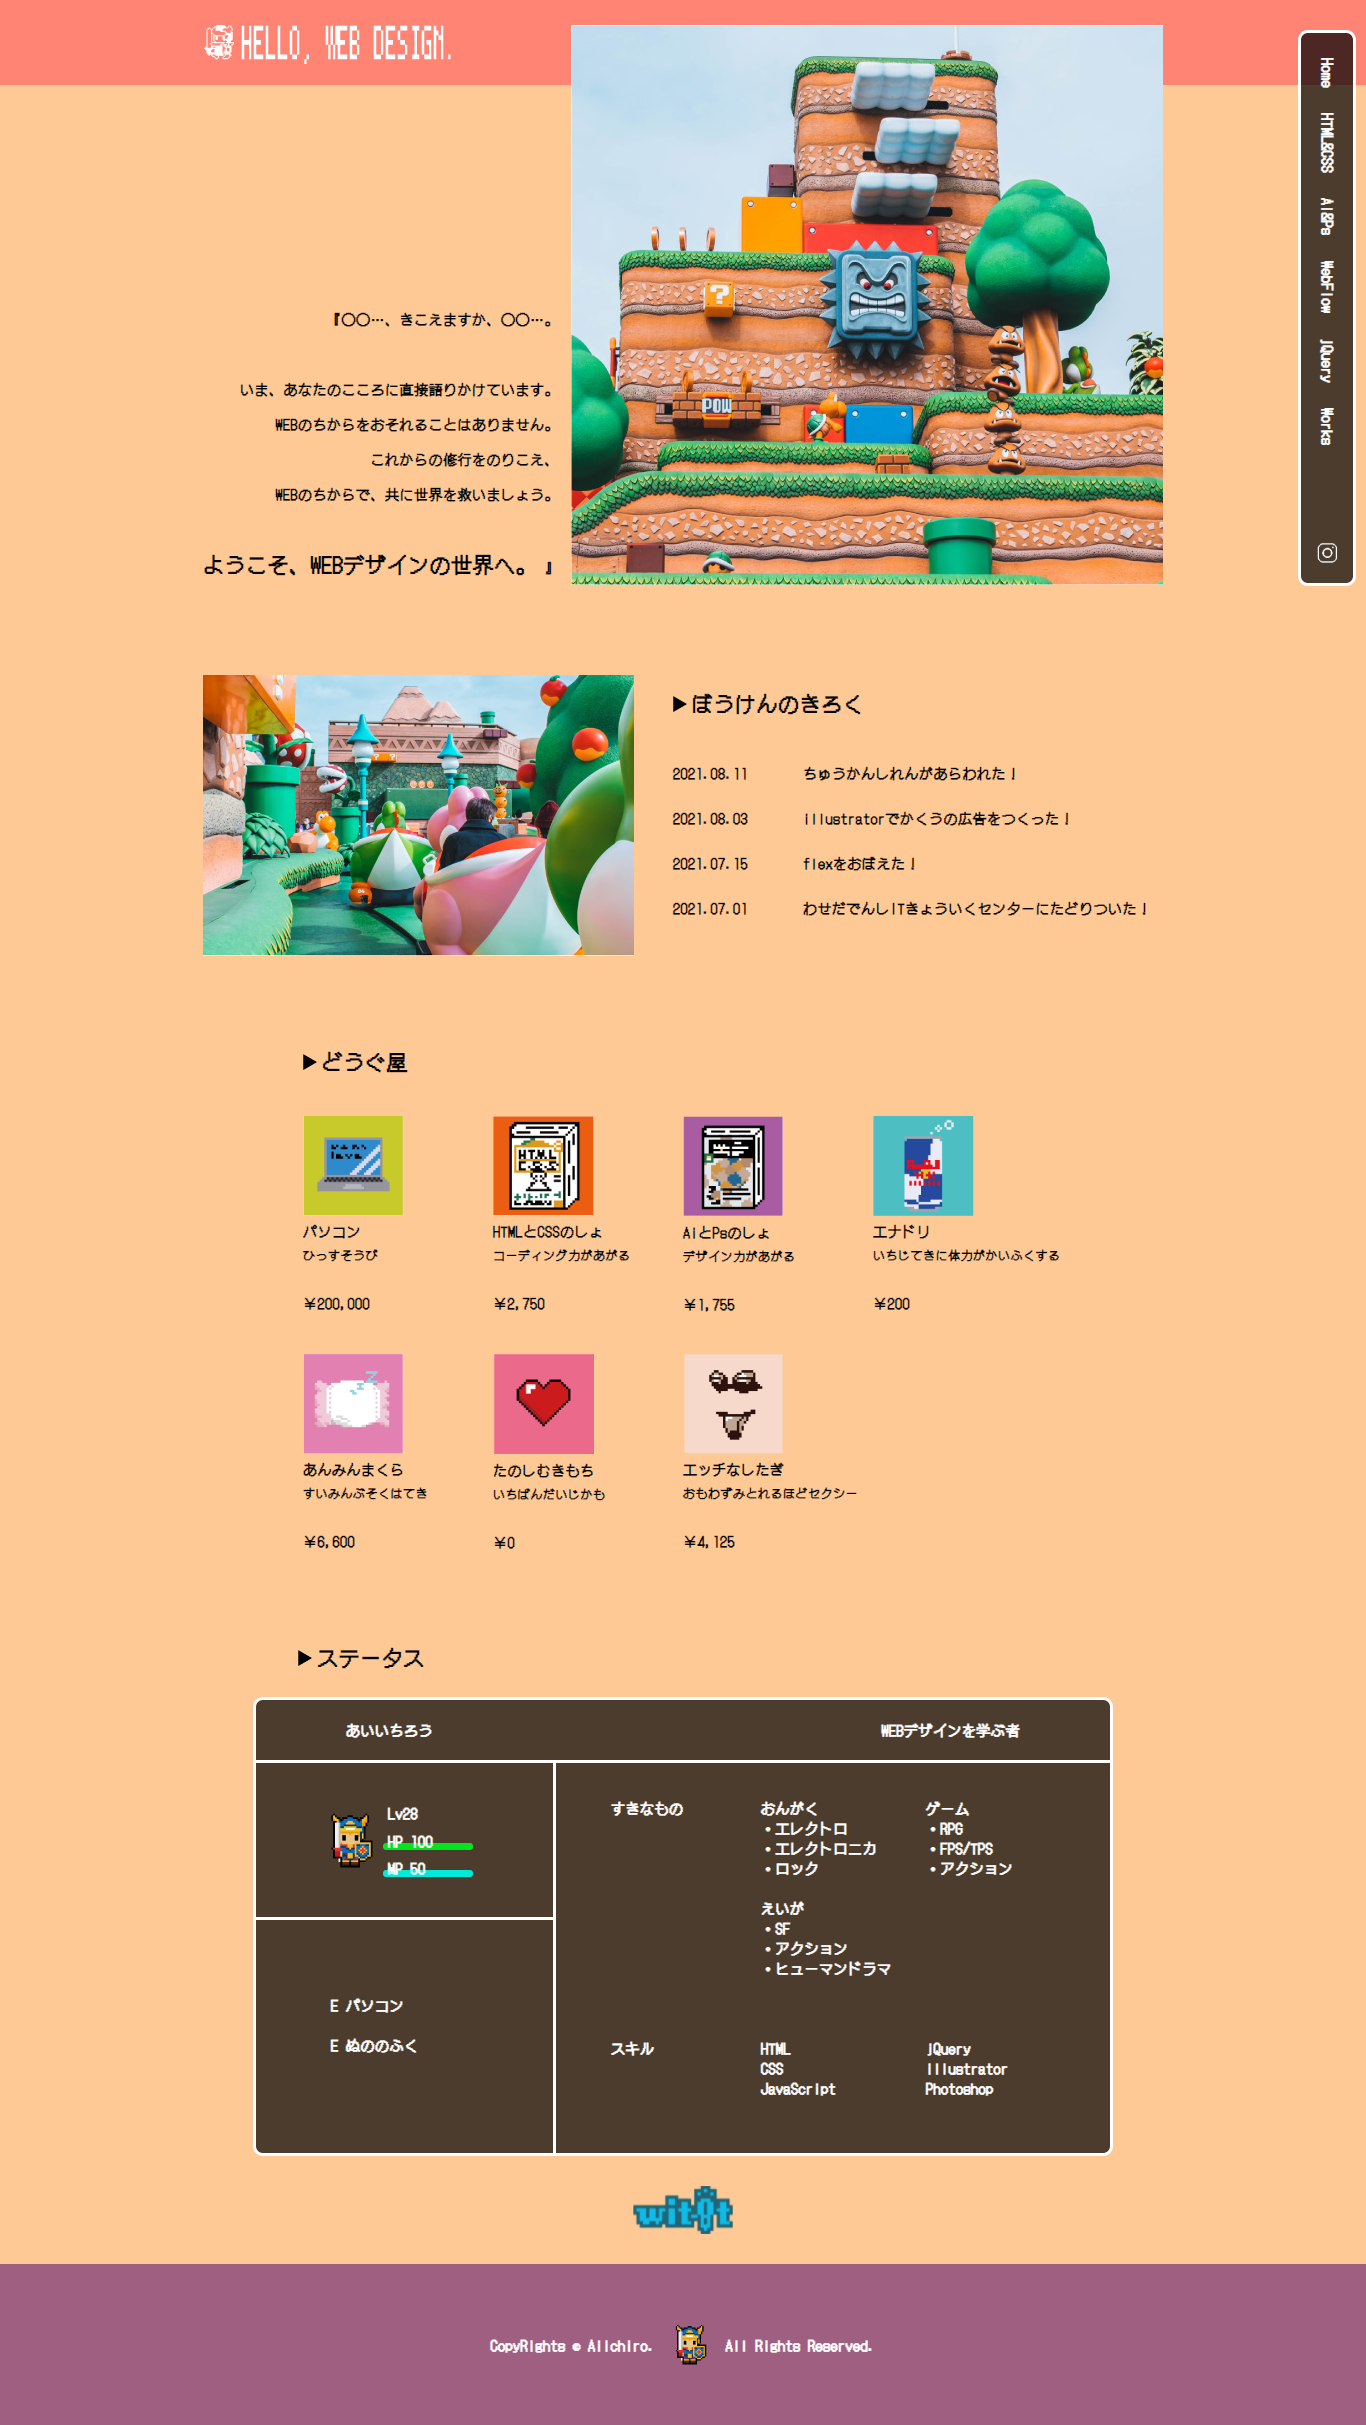 HELLO, WEB DESIGN.
Home
HTML&CSS
Ai&Ps
WebFlow
jQuery
Works
『〇〇…、きこえますか、〇〇…。
いま、あなたのこころに直接語りかけています。
WEBのちからをおそれることはありません。
これからの修行をのりこえ、
WEBのちからで、共に世界を救いましょう。
ようこそ、WEBデザインの世界へ。』
?
POW
▶ぼうけんのきろく
2021.08.11 ちゅうかんしれんがあらわれた！
2021.08.03 illustratorでかくうの広告をつくった！
2021.07.15 flexをおぼえた！
2021.07.01 わせだでんしITきょういくセンターにたどりついた！
▶どうぐ屋
HTML
パソコン
ひっすそうび
￥200,000
HTMLとCSSのしょ
コーディング力があがる
￥2,750
AiとPsのしょ
デザイン力があがる
￥1,755
エナドリ
いちじてきに体力がかいふくする
￥200
あんみんまくら
すいみんぶそくはてき
￥6,600
たのしむきもち
いちばんだいじかも
￥0
エッチなしたぎ
おもわずみとれるほどセクシー
￥4,125
▶ステータス
あいいちろう
WEBデザインを学ぶ者
Lv28
HP 100
MP 50
E パソコン
E ぬののふく
すきなもの
おんがく
・エレクトロ
・エレクトロニカ
・ロック
ゲーム
・RPG
・FPS/TPS
・アクション
えいが
・SF
・アクション
・ヒューマンドラマ
スキル
HTML
CSS
JavaScript
jQuery
illustrator
Photoshop
CopyRights © Aiichiro.
All Rights Reserved.